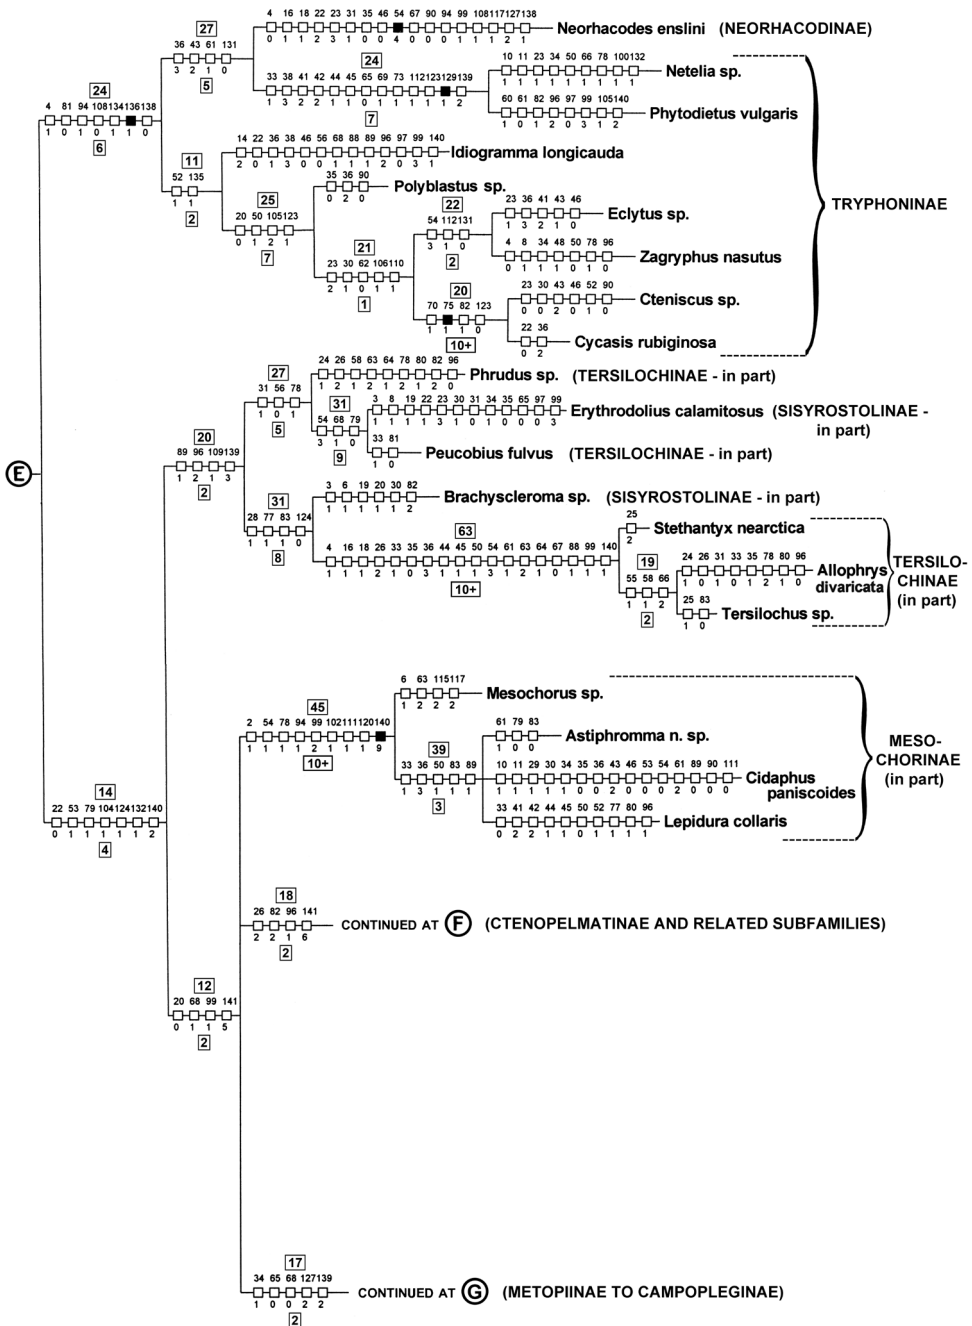 4 16 18 22 23 31 35 46 54 67 90 94 99 108 117 127 138
Neorhacodes enslini (NEORHACODINAE)
0 1 1 2 3 1 0 0 4 0 0 0 1 1 1 2 1
27
36 43 61 131
3 2 1 0
5
24
33 38 41 42 44 45 65 69 73 112 123 129 139
1 3 2 2 1 1 0 1 1 1 1 1 2
7
10 11 23 34 50 66 78 100 132
Netelia sp.
1 1 1 1 1 1 1 1 1
60 61 82 96 97 99 105 140
Phytodietus vulgaris
1 0 1 2 0 3 1 2
24
4 81 94 108 134 136 138
1 0 1 0 1 1 0
6
11
52 135
1 1
2
14 22 36 38 46 56 68 88 89 96 97 99 140
Idiogramma longicauda
2 0 1 3 0 0 1 1 1 2 0 3 1
25
20 50 105 123
0 1 2 1
7
35 36 90
Polyblastus sp.
0 2 0
21
23 30 62 106 110
2 1 0 1 1
1
22
54 112 131
3 1 0
2
23 36 41 43 46
Eclytus sp.
1 3 2 1 0
4 8 34 48 50 78 96
Zagryphus nasutus
0 1 1 1 0 1 0
20
70 75 82 123
1 1 1 0
10+
23 30 43 46 52 90
Cteniscus sp.
0 0 2 0 1 0
22 36
Cycasis rubiginosa
0 2
TRYPHONINAE
E
27
31 56 78
1 0 1
5
24 26 58 63 64 78 80 82 96
Phrudus sp. (TERSILOCHINAE - in part)
1 2 1 2 1 2 1 2 0
31
54 68 79
3 1 0
9
3 8 19 22 23 30 31 34 35 65 97 99
Erythrodolius calamitosus (SISYROSTOLINAE -
in part)
1 1 1 1 3 1 0 1 0 0 0 3
33 81
Peucobius fulvus (TERSILOCHINAE - in part)
1 0
20
89 96 109 139
1 2 1 3
2
31
28 77 83 124
1 1 1 0
8
3 6 19 20 30 82
Brachyscleroma sp. (SISYROSTOLINAE - in part)
1 1 1 1 1 2
63
4 16 18 26 33 35 36 44 45 50 54 61 63 64 67 88 99 140
1 1 1 2 1 0 3 1 1 1 3 1 2 1 0 1 1 1
10+
25
Stethantyx nearctica
2
19
55 58 66
1 1 2
2
24 26 31 33 35 78 80 96
Allophrys
divaricata
1 0 1 0 1 2 1 0
25 83
Tersilochus sp.
1 0
TERSILO-
CHINAE
(in part)
14
22 53 79 104 124 132 140
0 1 1 1 1 1 2
4
45
2 54 78 94 99 102 111 120 140
1 1 1 1 2 1 1 1 9
10+
6 63 115 117
Mesochorus sp.
1 2 2 2
39
33 36 50 83 89
1 3 1 1 1
3
61 79 83
Astiphromma n. sp.
1 0 0
10 11 29 30 34 35 36 43 46 53 54 61 89 90 111
Cidaphus
paniscoides
1 1 1 1 1 0 2 0 0 0 2 0 0 0
33 41 42 44 45 50 52 77 80 96
Lepidura collaris
0 2 2 1 1 0 1 1 1 1
MESO-
CHORINAE
(in part)
18
26 82 96 141
CONTINUED AT F (CTENOPELMATINAE AND RELATED SUBFAMILIES)
2 2 1 6
2
12
20 68 99 141
0 1 1 5
2
17
34 65 68 127 139
CONTINUED AT G (METOPIINAE TO CAMPOPLEGINAE)
1 0 0 2 2
2